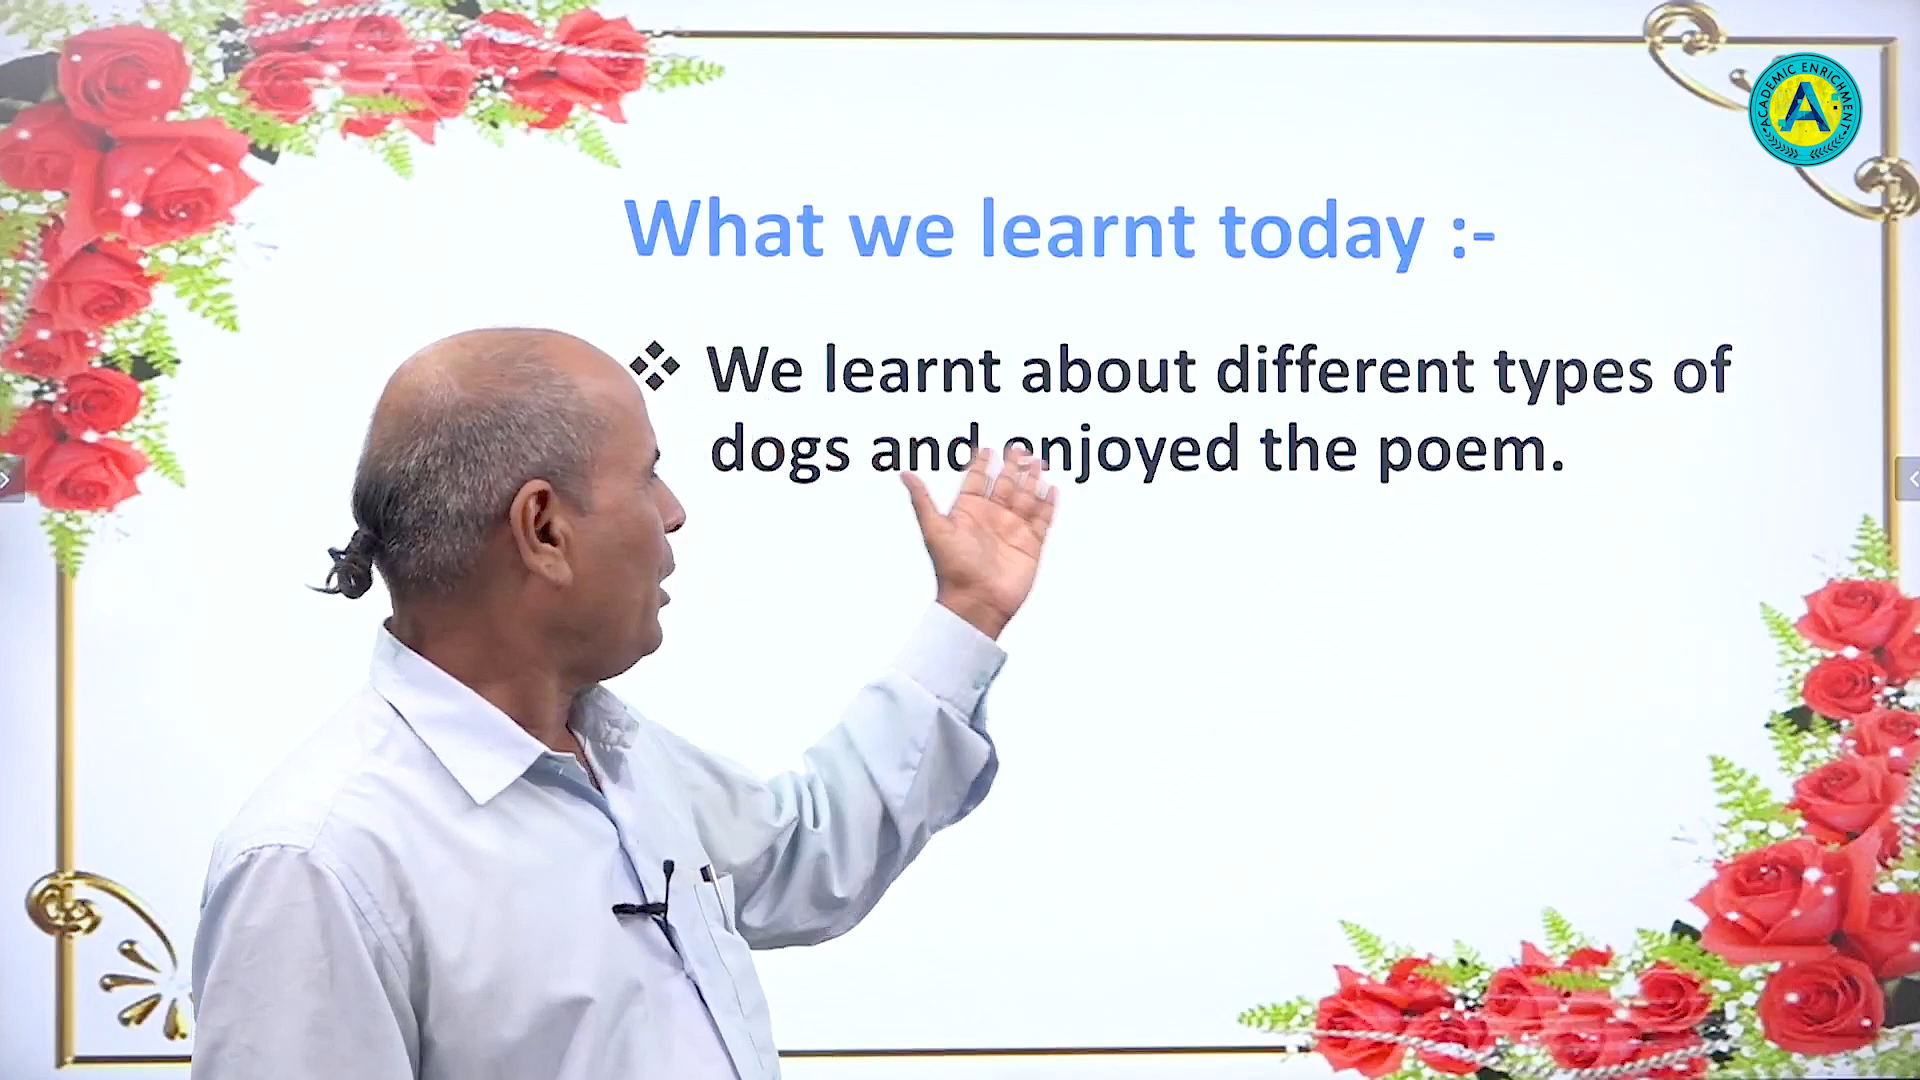 ACADEMIC ENRICHMENT
A
What we learnt today :-
❖ We learnt about different types of
dogs and enjoyed the poem.